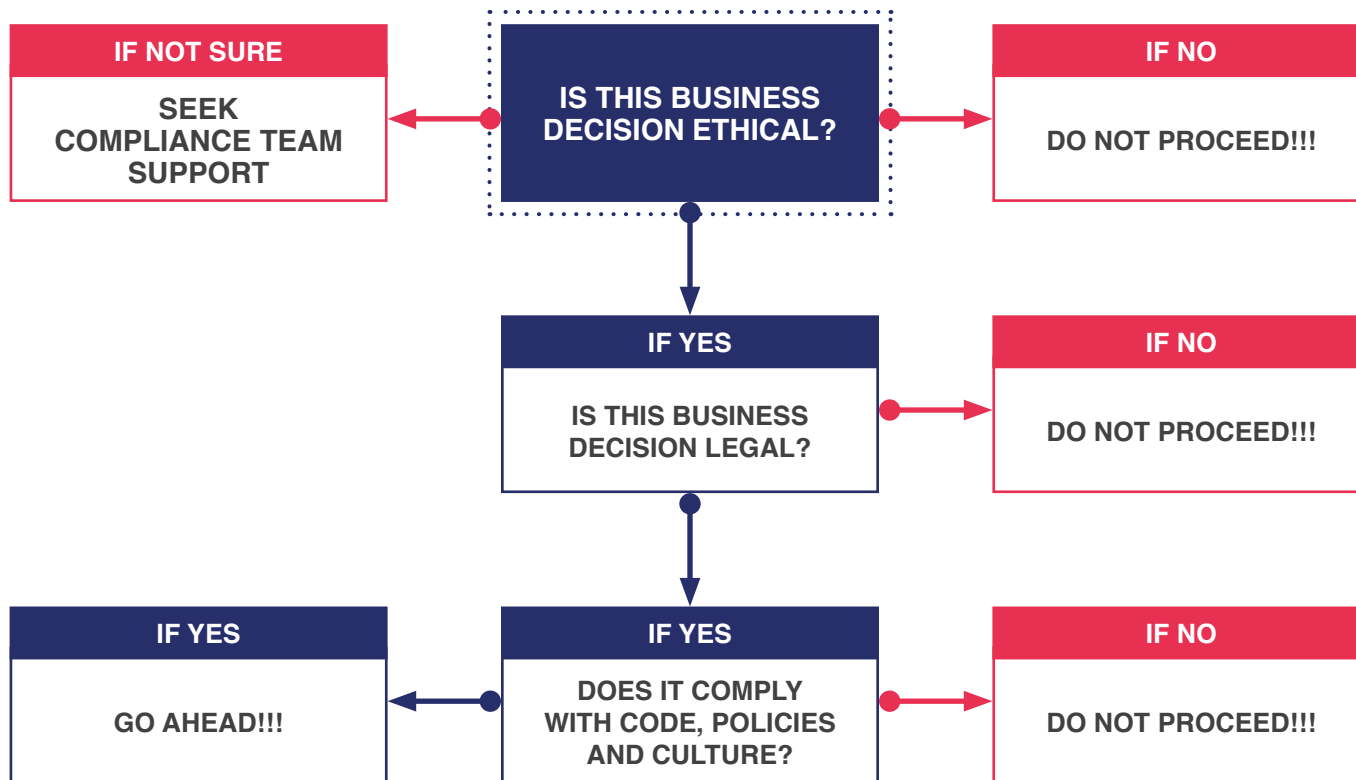 IF NOT SURE
SEEK
COMPLIANCE TEAM
SUPPORT
IS THIS BUSINESS
DECISION ETHICAL?
IF NO
DO NOT PROCEED!!!
IF YES
IS THIS BUSINESS
DECISION LEGAL?
IF NO
DO NOT PROCEED!!!
IF YES
GO AHEAD!!!
IF YES
DOES IT COMPLY
WITH CODE, POLICIES
AND CULTURE?
IF NO
DO NOT PROCEED!!!